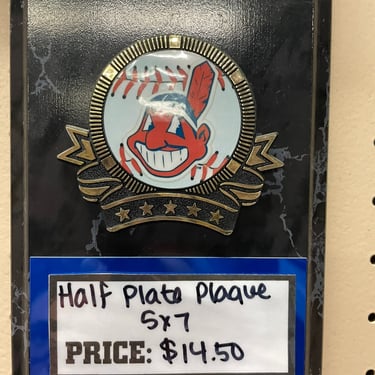 Half Plate Plaque
5x7
PRICE: $14.50